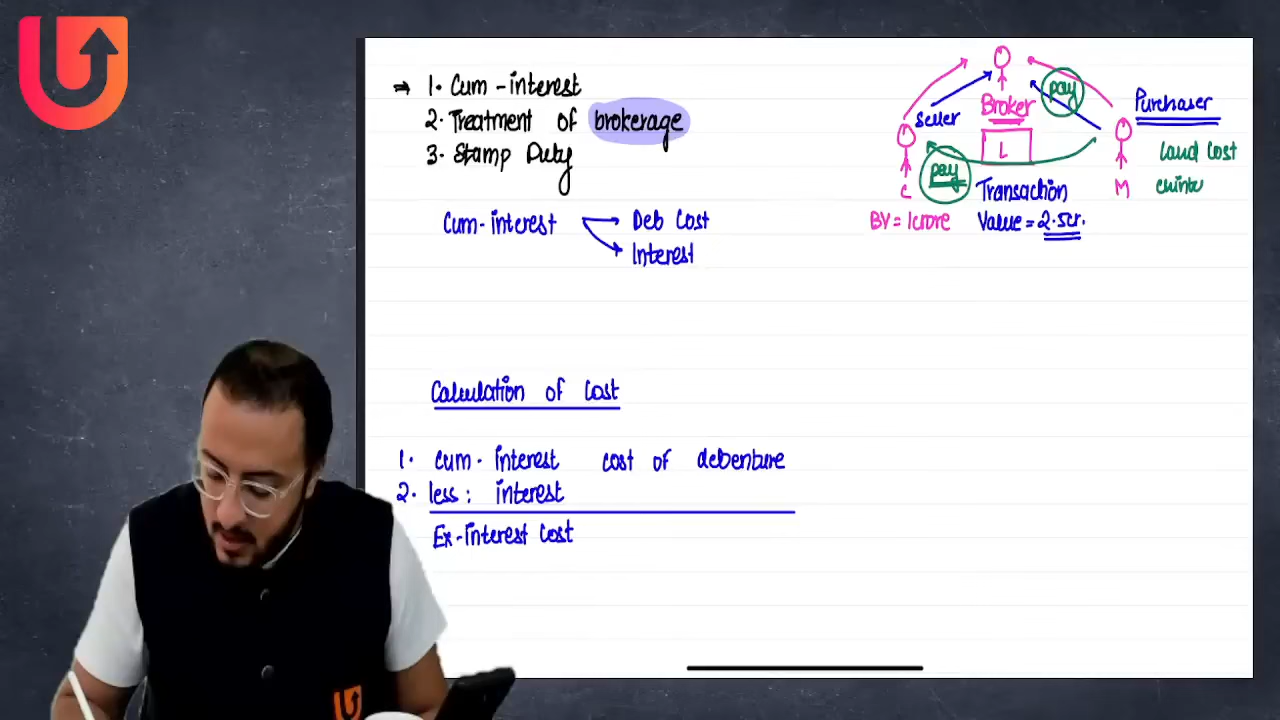 1. Cum-interest
2. Treatment of brokerage
3. Stamp Duty
Cum-interest
Deb Cost
Interest
Broker
pay
Purchaser
Seller
L
Land Cost
pay
C
Transaction
M
BV = 1crore
Value = 2.5cr.
Calculation of Cost
1. Cum-interest cost of debenture
2. less: interest
Ex-interest Cost